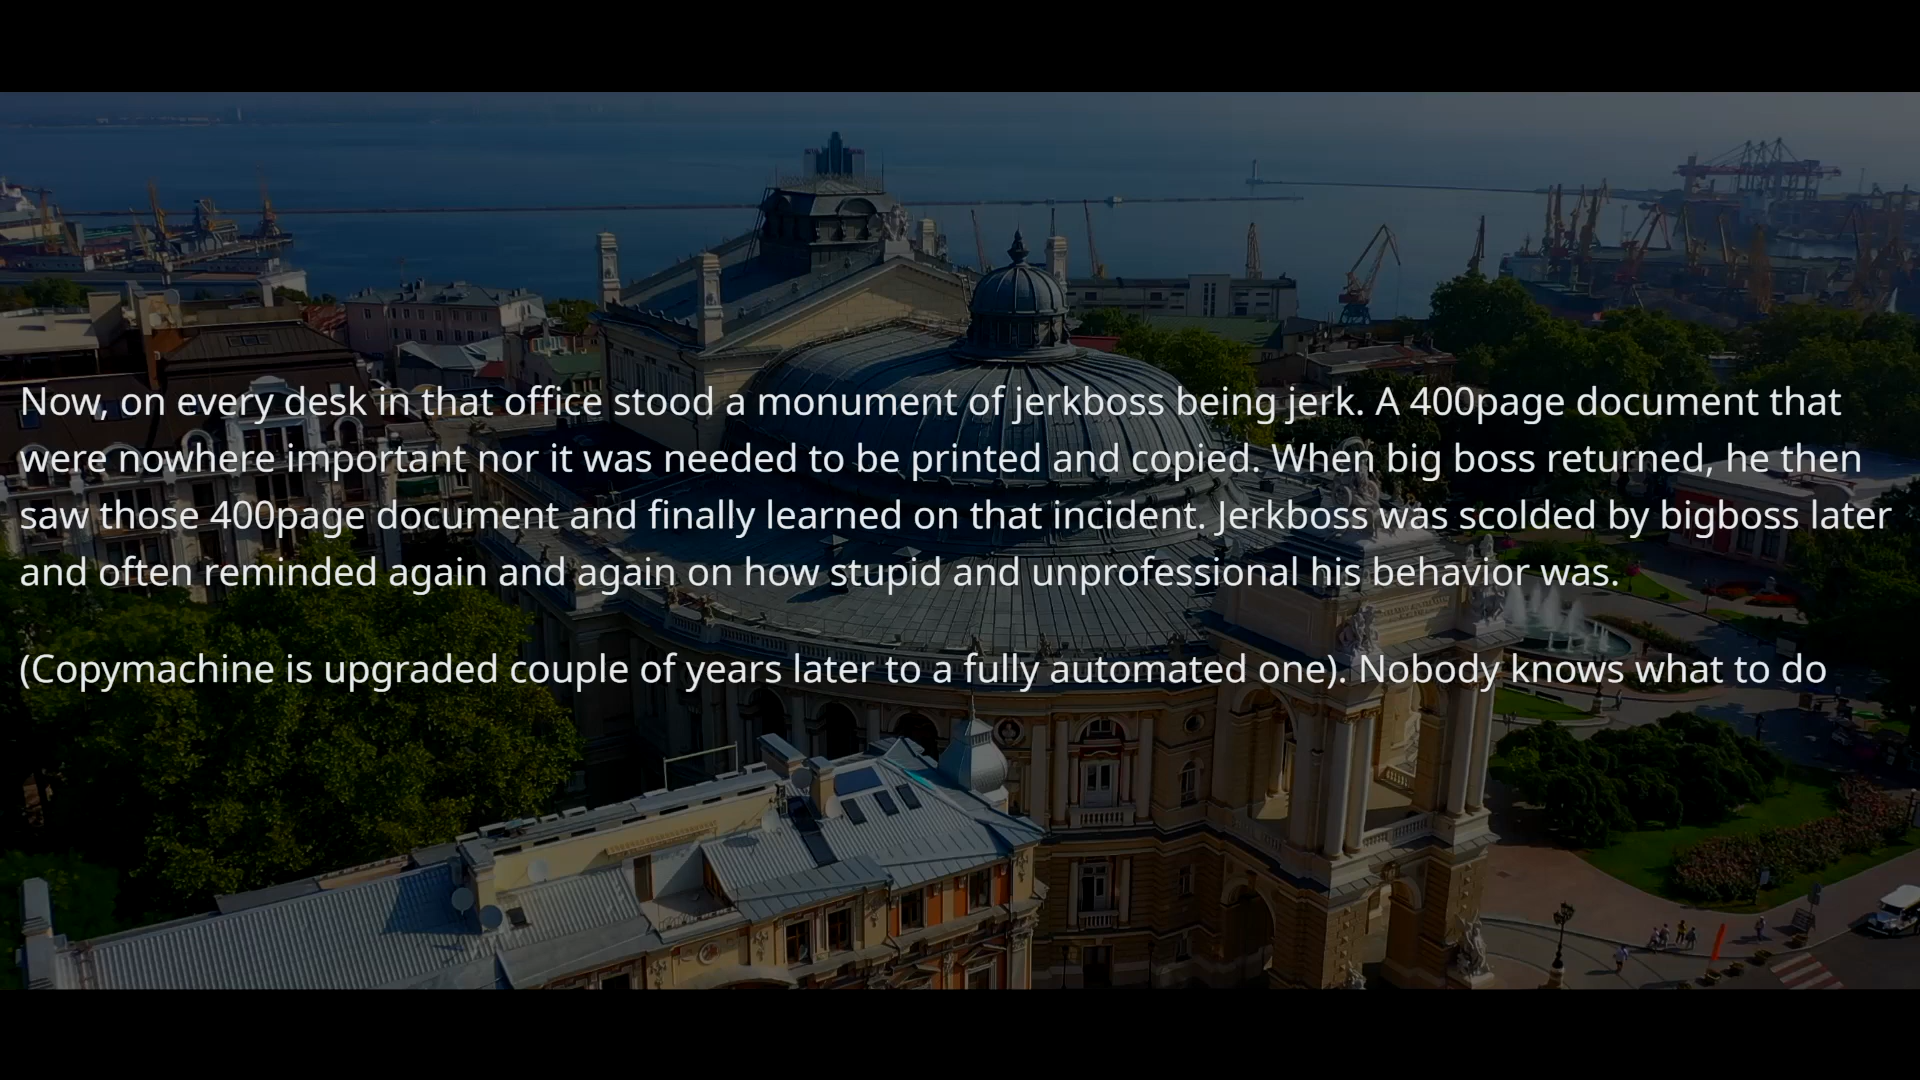 Now, on every desk in that office stood a monument of jerkboss being jerk. A 400page document that
were nowhere important nor it was needed to be printed and copied. When big boss returned, he then
saw those 400page document and finally learned on that incident. Jerkboss was scolded by bigboss later
and often reminded again and again on how stupid and unprofessional his behavior was.
(Copymachine is upgraded couple of years later to a fully automated one). Nobody knows what to do